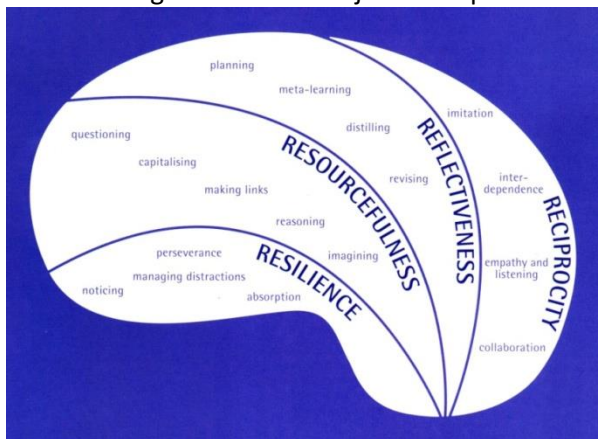 planning
meta-learning
distilling
revising
REFLECTIVENESS
imitation
inter-
dependence
empathy and
listening
collaboration
RECIPROCITY
questioning
capitalising
making links
reasoning
imagining
RESOURCEFULNESS
perseverance
managing distractions
noticing
absorption
RESILIENCE